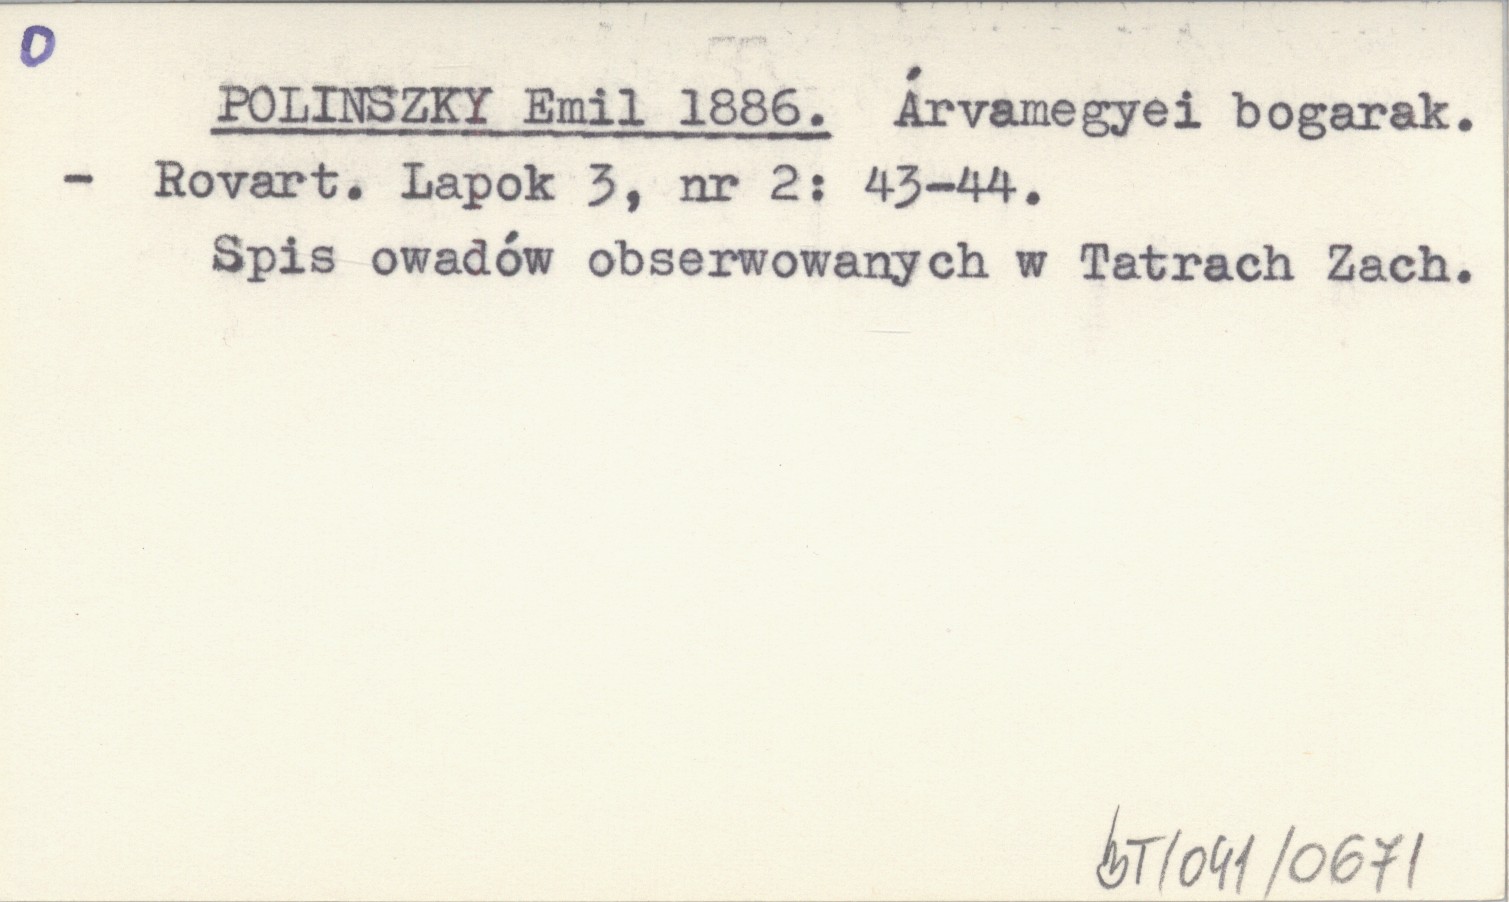 0
POLINSZKY Emil 1886. Árvamegyei bogarak.
- Rovart. Lapok 3, nr 2: 43-44.
Spis owadów obserwowanych w Tatrach Zach.
BT/041/0671